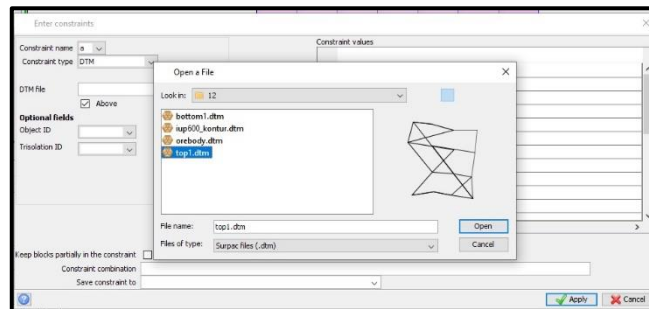 Enter constraints
Constraint name a
Constraint type DTM
DTM file
Above
Optional fields
Object ID
Trisolation ID
Keep blocks partially in the constraint
Constraint combination
Save constraint to
Constraint values
Open a File
Look in: 12
bottom1.dtm
iup600_kontur.dtm
orebody.dtm
top1.dtm
File name: top1.dtm
Open
Files of type: Surpac files (.dtm)
Cancel
Apply
Cancel